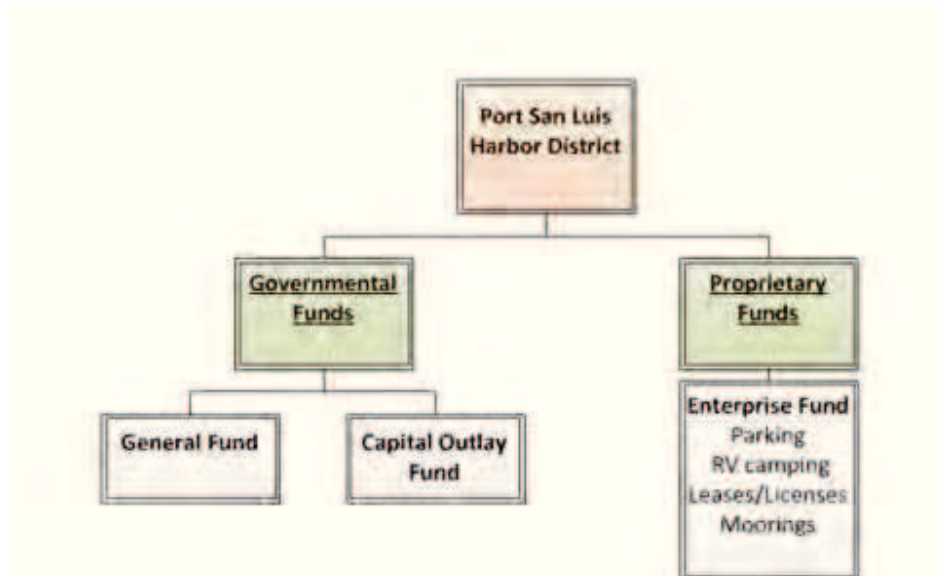 Port San Luis
Harbor District
Governmental
Funds
Proprietary
Funds
General Fund
Capital Outlay
Fund
Enterprise Fund
Parking
RV camping
Leases/Licenses
Moorings